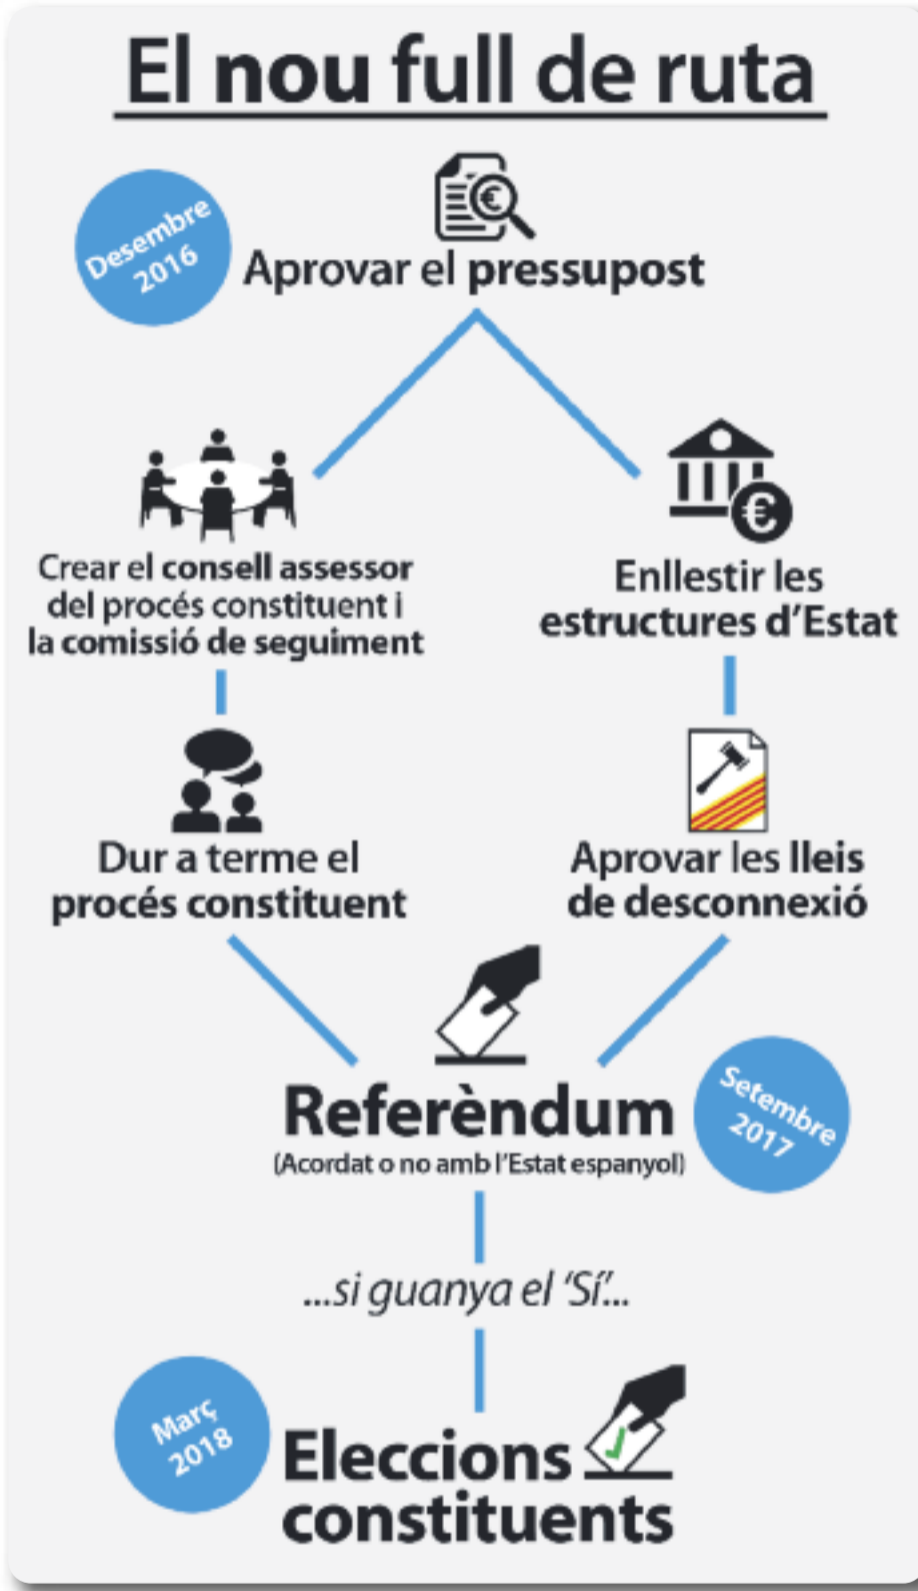 El nou full de ruta
Desembre
2016
Aprovar el pressupost
Crear el consell assessor
del procés constituent i
la comissió de seguiment
Enllestir les
estructures d'Estat
Dur a terme el
procés constituent
Aprovar les lleis
de desconnexió
Referèndum
(Acordat o no amb l'Estat espanyol)
Setembre
2017
...si guanya el 'Sí'...
Març
2018
Eleccions
constituents